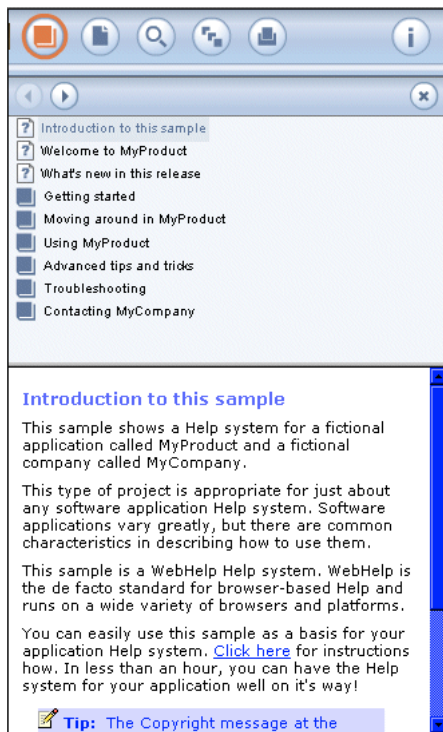 Introduction to this sample
Welcome to MyProduct
What's new in this release
Getting started
Moving around in MyProduct
Using MyProduct
Advanced tips and tricks
Troubleshooting
Contacting MyCompany
Introduction to this sample
This sample shows a Help system for a fictional
application called MyProduct and a fictional
company called MyCompany.
This type of project is appropriate for just about
any software application Help system. Software
applications vary greatly, but there are common
characteristics in describing how to use them.
This sample is a WebHelp Help system. WebHelp is
the de facto standard for browser-based Help and
runs on a wide variety of browsers and platforms.
You can easily use this sample as a basis for your
application Help system. Click here for instructions
how. In less than an hour, you can have the Help
system for your application well on it's way!
Tip: The Copyright message at the